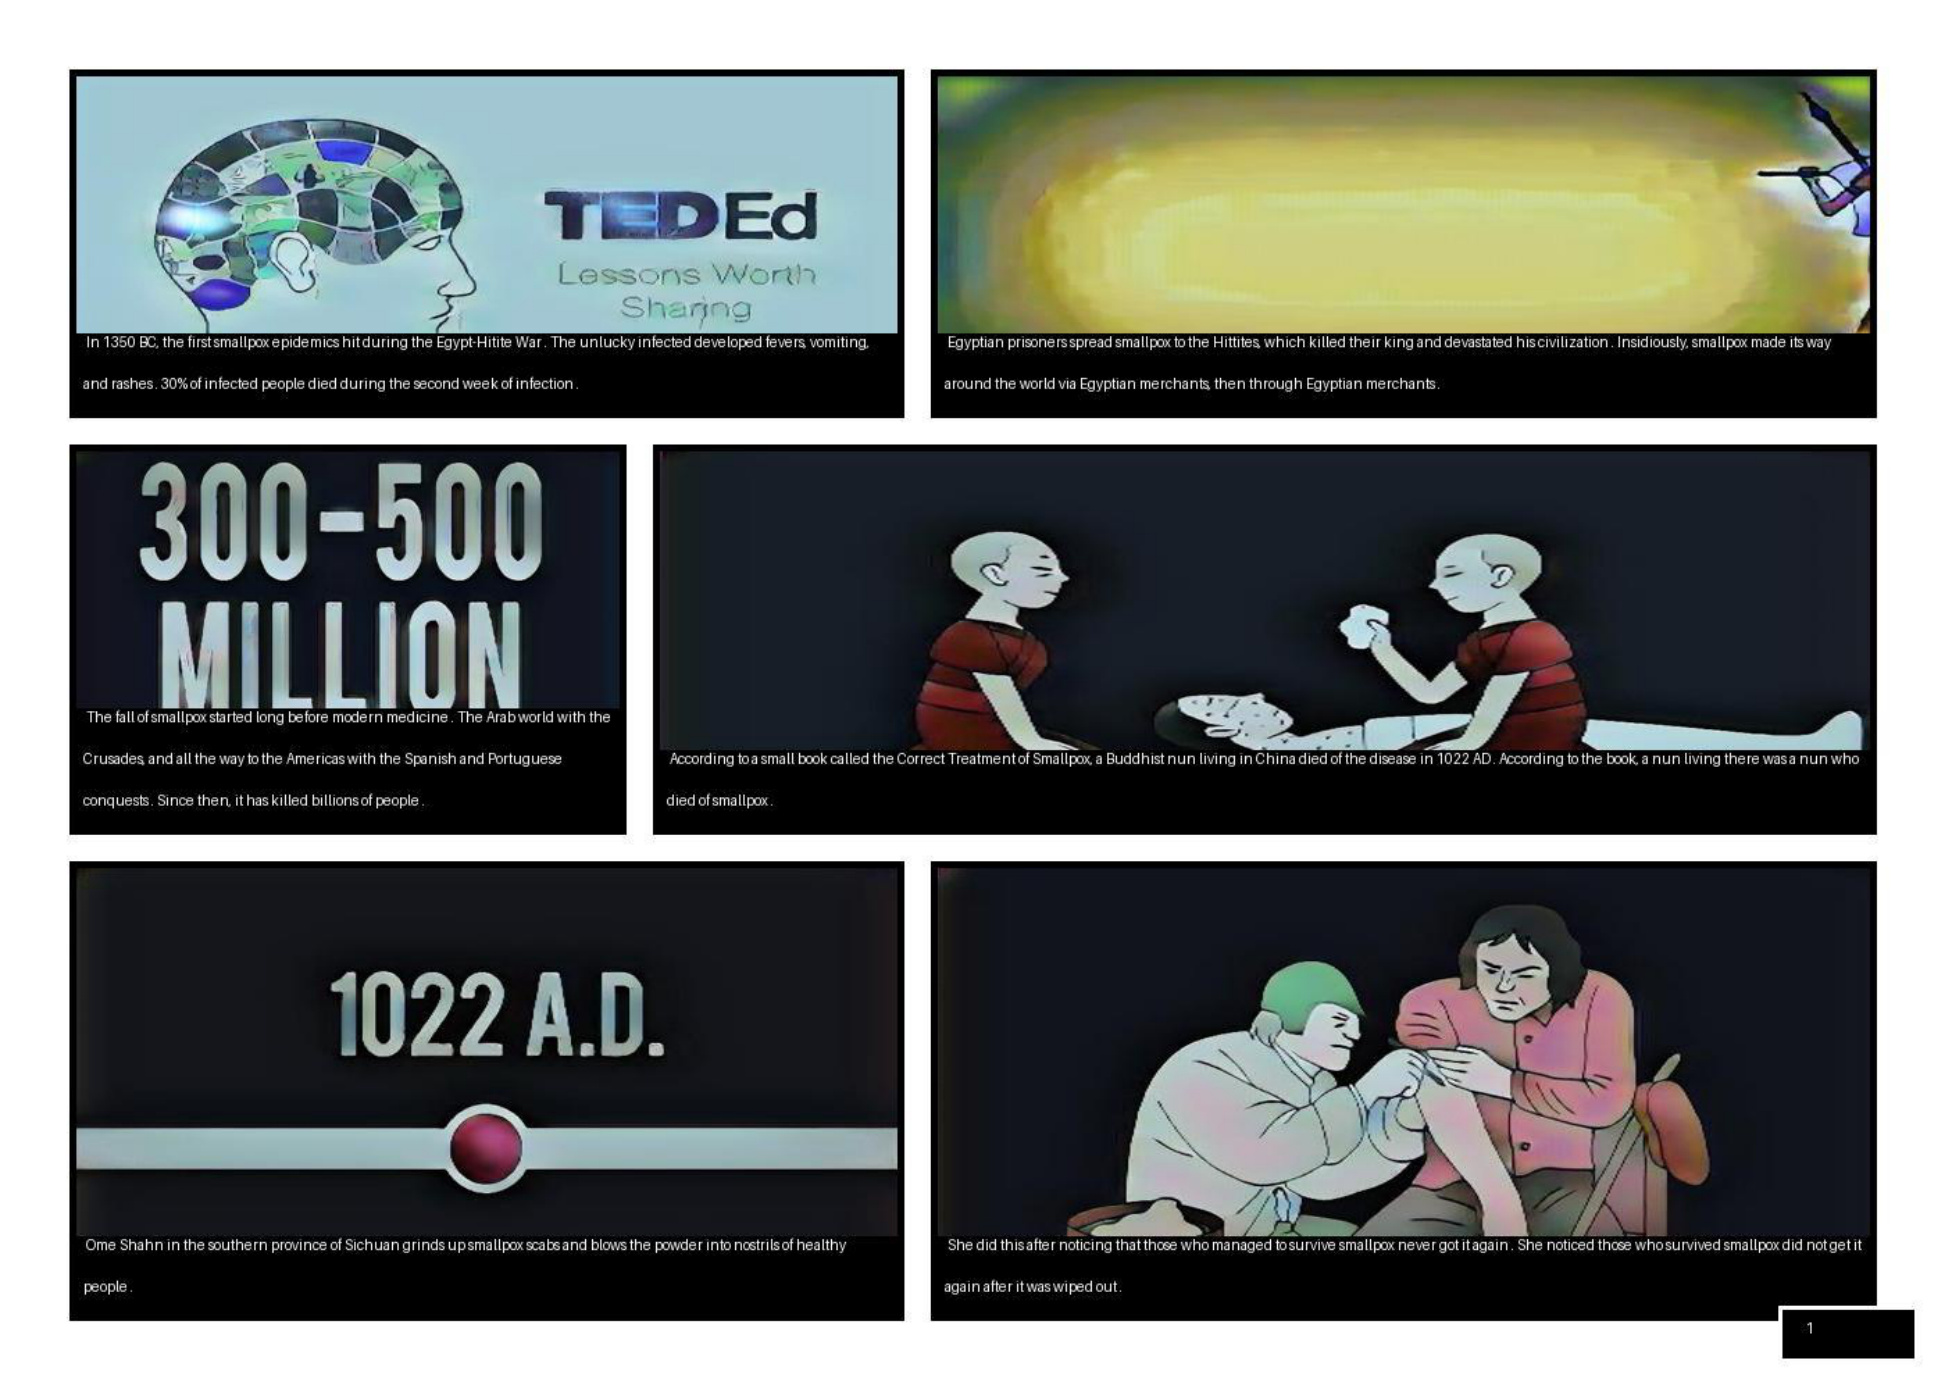 TEDEd
Lessons Worth
Sharing
In 1350 BC, the first smallpox epidemics hit during the Egypt-Hitite War. The unlucky infected developed fevers, vomiting,
and rashes. 30% of infected people died during the second week of infection.
Egyptian prisoners spread smallpox to the Hittites, which killed their king and devastated his civilization. Insidiously, smallpox made its way
around the world via Egyptian merchants, then through Egyptian merchants.
300-500
MILLION
The fall of smallpox started long before modern medicine. The Arab world with the
Crusades, and all the way to the Americas with the Spanish and Portuguese
conquests. Since then, it has killed billions of people.
According to a small book called the Correct Treatment of Smallpox, a Buddhist nun living in China died of the disease in 1022 AD. According to the book, a nun living there was a nun who
died of smallpox.
1022 A.D.
Ome Shahn in the southern province of Sichuan grinds up smallpox scabs and blows the powder into nostrils of healthy
people.
She did this after noticing that those who managed to survive smallpox never got it again. She noticed those who survived smallpox did not get it
again after it was wiped out.
1